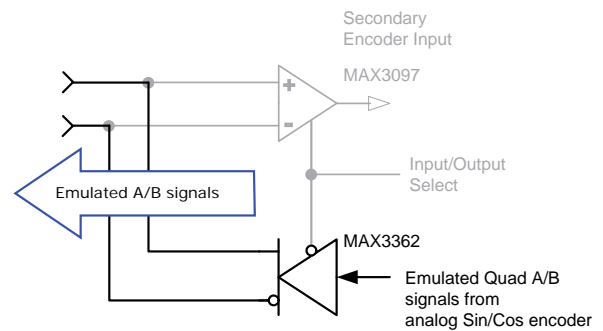 Secondary
Encoder Input
MAX3097
+
-
Input/Output
Select
Emulated A/B signals
MAX3362
Emulated Quad A/B
signals from
analog Sin/Cos encoder